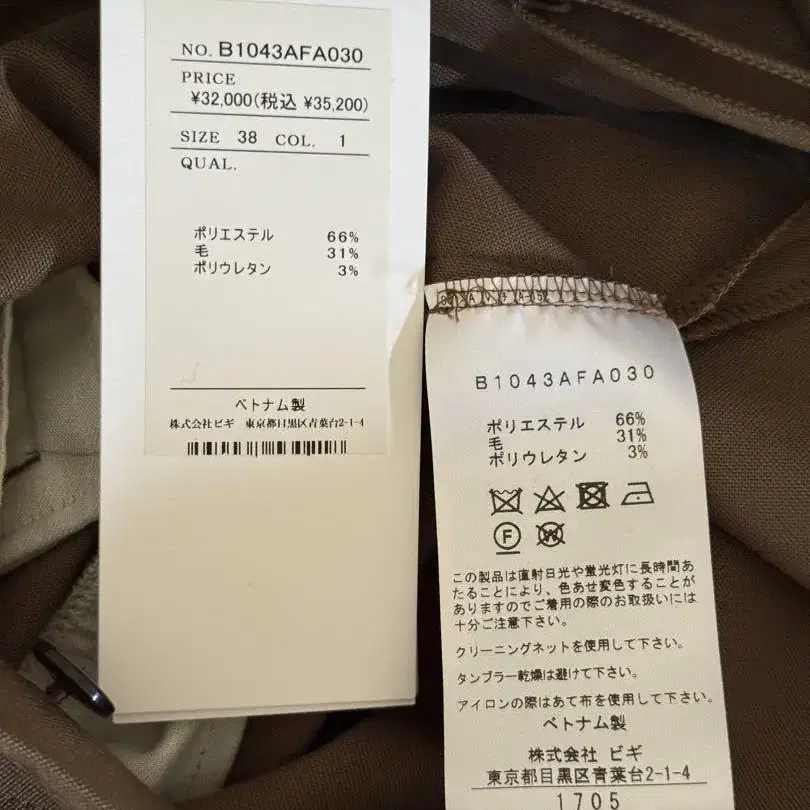 NO. B1043AFA030
PRICE
¥32,000(税込 ¥35,200)
SIZE 38 COL. 1
QUAL.
ポリエステル 66%
毛 31%
ポリウレタン 3%
ベトナム製
株式会社ビギ 東京都目黒区青葉台2-1-4
B1043AFA030
ポリエステル 66%
毛 31%
ポリウレタン 3%
F W
この製品は直射日光や蛍光灯に長時間あ
たることにより、色あせ変色することが
ありますのでご着用の際のお取扱いには
十分ご注意下さい。
クリーニングネットを使用して下さい。
タンブラー乾燥は避けて下さい。
アイロンの際はあて布を使用して下さい。
ベトナム製
株式会社 ビギ
東京都目黒区青葉台2-1-4
1705